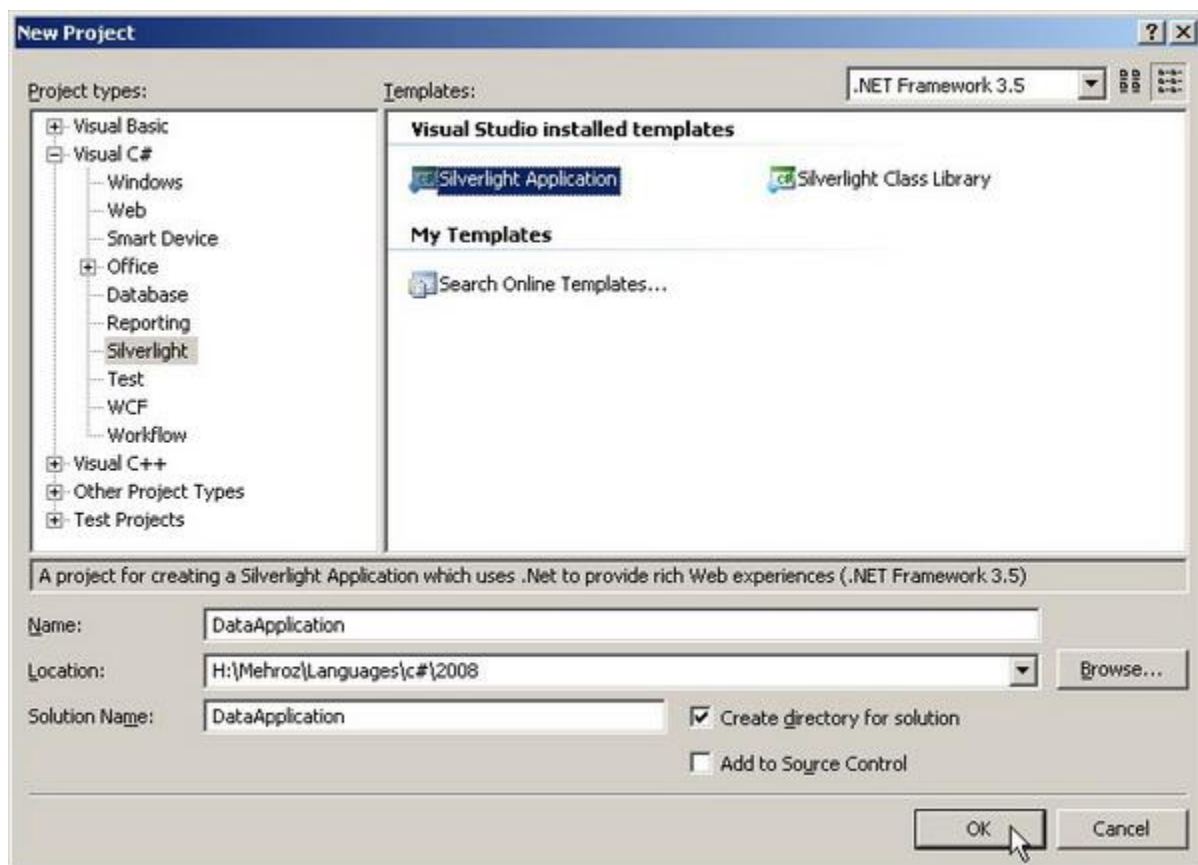 New Project
Project types:
Templates:
.NET Framework 3.5
Visual Basic
Visual C#
Windows
Web
Smart Device
Office
Database
Reporting
Silverlight
Test
WCF
Workflow
Visual C++
Other Project Types
Test Projects
Visual Studio installed templates
Silverlight Application
Silverlight Class Library
My Templates
Search Online Templates...
A project for creating a Silverlight Application which uses .Net to provide rich Web experiences (.NET Framework 3.5)
Name:
DataApplication
Location:
H:\Mehroz\Languages\c#\2008
Browse...
Solution Name:
DataApplication
Create directory for solution
Add to Source Control
OK
Cancel